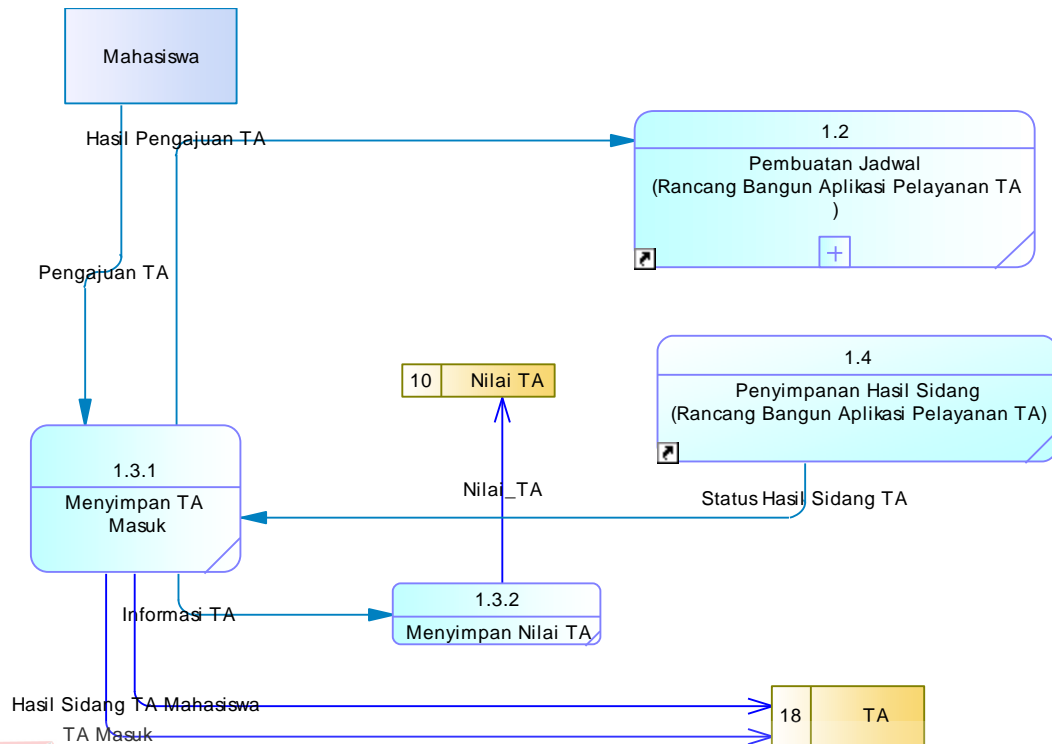 Mahasiswa
Hasil Pengajuan TA
1.2
Pembuatan Jadwal
(Rancang Bangun Aplikasi Pelayanan TA
)
Pengajuan TA
1.4
Penyimpanan Hasil Sidang
(Rancang Bangun Aplikasi Pelayanan TA)
10 Nilai TA
1.3.1
Menyimpan TA
Masuk
Nilai_TA
Status Hasil Sidang TA
1.3.2
Menyimpan Nilai TA
Informasi TA
Hasil Sidang TA Mahasiswa
18 TA
TA Masuk